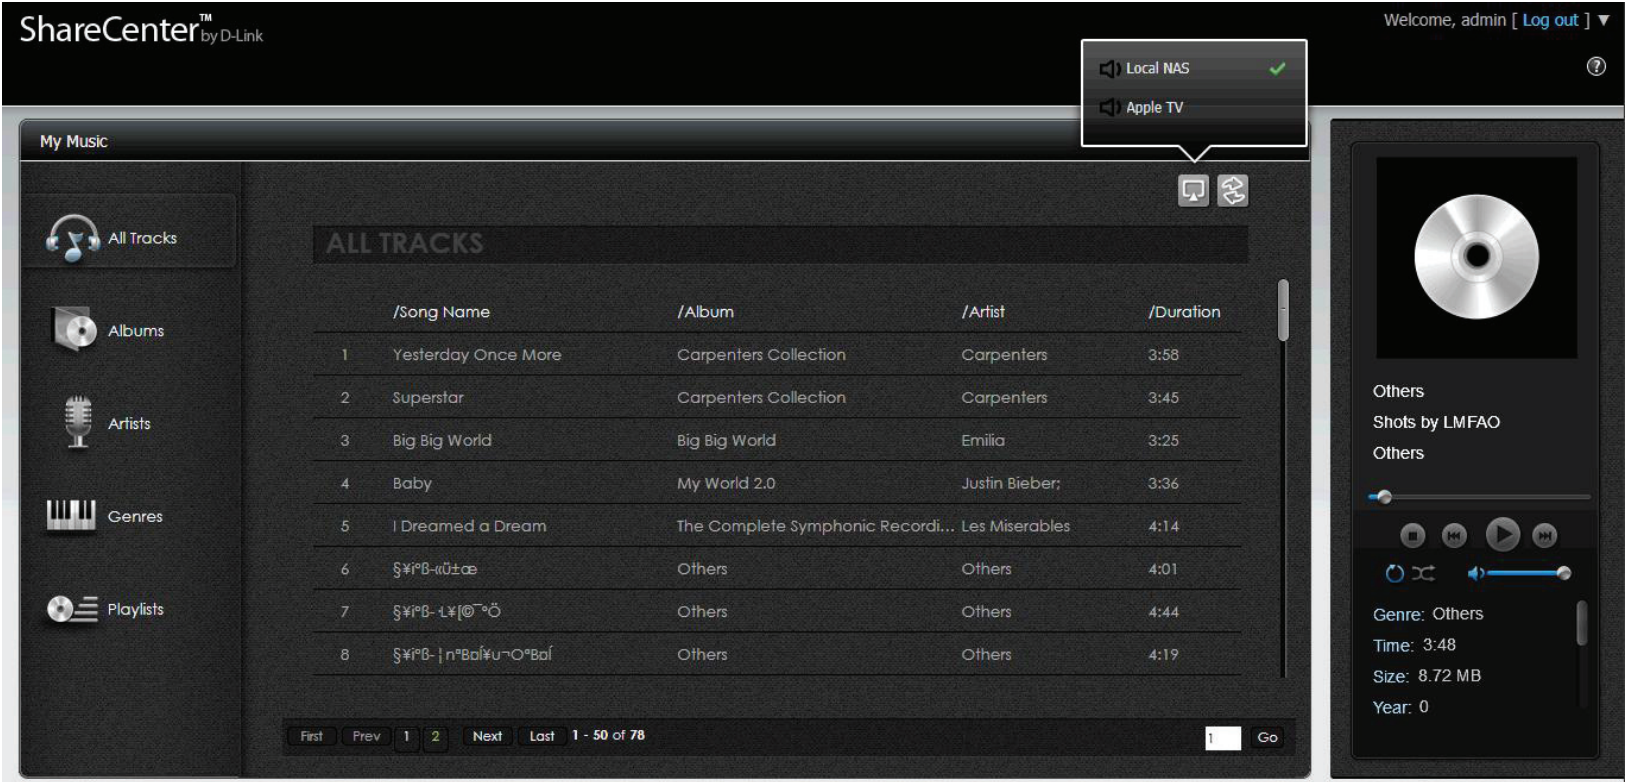 ShareCenter™ by D-Link
Welcome, admin [ Log out ] ▼
Local NAS
Apple TV
?
My Music
All Tracks
Albums
Artists
Genres
Playlists
ALL TRACKS
/Song Name /Album /Artist /Duration
1 Yesterday Once More Carpenters Collection Carpenters 3:58
2 Superstar Carpenters Collection Carpenters 3:45
3 Big Big World Big Big World Emilia 3:25
4 Baby My World 2.0 Justin Bieber; 3:36
5 I Dreamed a Dream The Complete Symphonic Recordi... Les Miserables 4:14
6 Others Others 4:01
7 Others Others 4:44
8 Others Others 4:19
First Prev 1 2 Next Last 1 - 50 of 78 1 Go
Others
Shots by LMFAO
Others
Genre: Others
Time: 3:48
Size: 8.72 MB
Year: 0